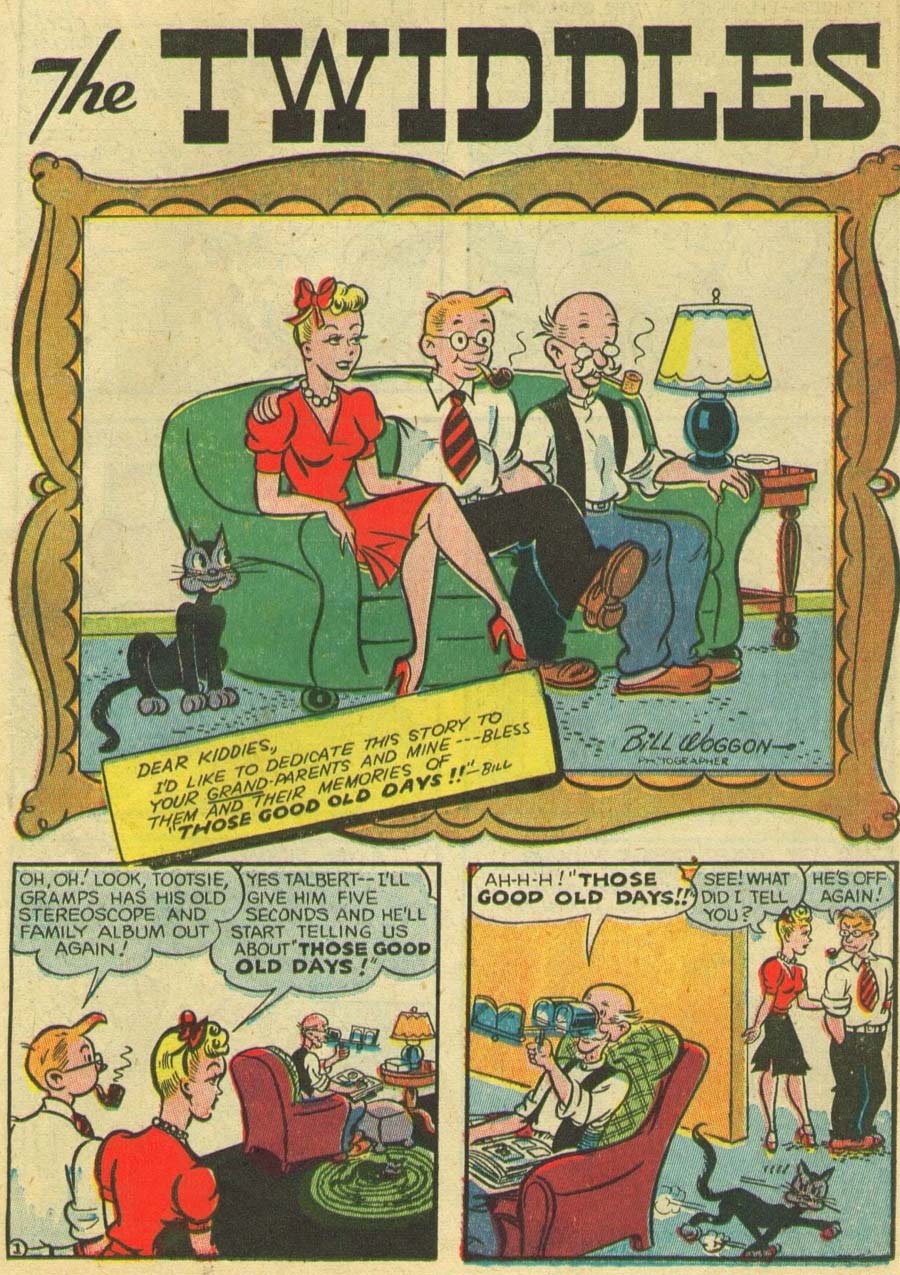 The TWIDDLES
DEAR KIDDIES,
I'D LIKE TO DEDICATE THIS STORY TO
YOUR GRAND-PARENTS AND MINE---BLESS
THEM AND THEIR MEMORIES OF
"THOSE GOOD OLD DAYS!!"—BILL
BILL WOGGON—
PHOTOGRAPHER
OH, OH! LOOK, TOOTSIE,
GRAMPS HAS HIS OLD
STEREOSCOPE AND
FAMILY ALBUM OUT
AGAIN!
YES TALBERT--I'LL
GIVE HIM FIVE
SECONDS AND HE'LL
START TELLING US
ABOUT "THOSE GOOD
OLD DAYS!"
1
AH-H-H! "THOSE
GOOD OLD DAYS!!"
SEE! WHAT
DID I TELL
YOU?
HE'S OFF
AGAIN!